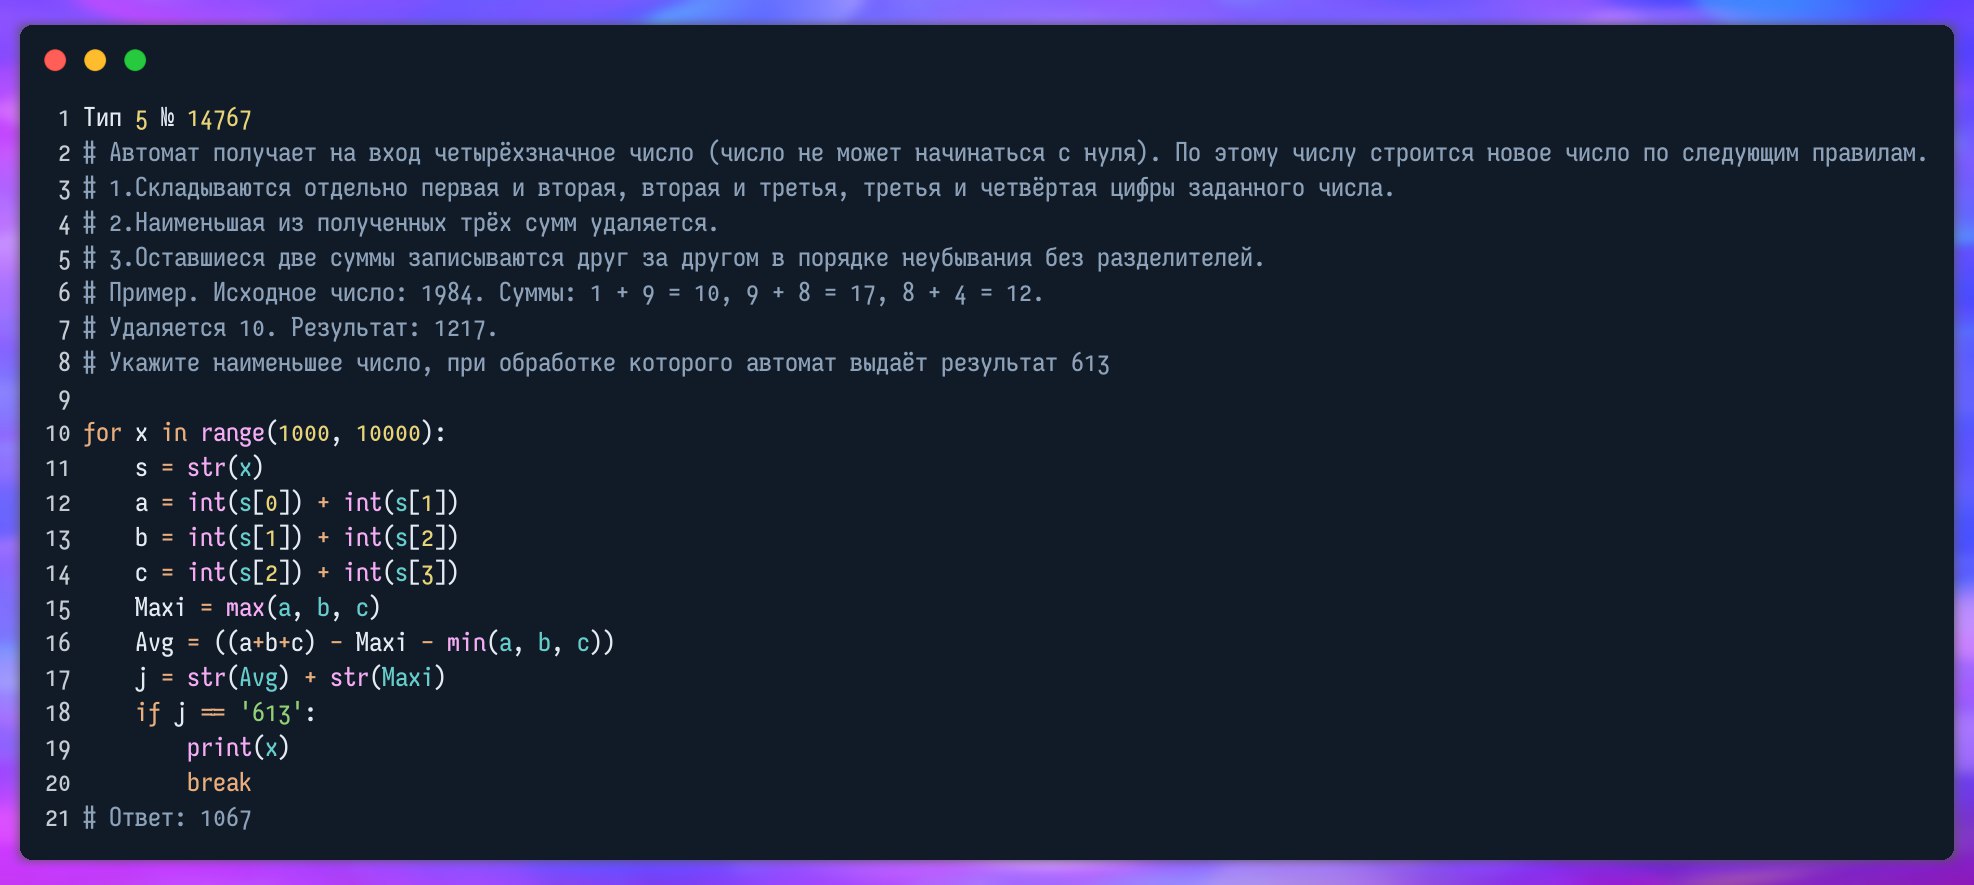 1 Тип 5 № 14767
2 # Автомат получает на вход четырёхзначное число (число не может начинаться с нуля). По этому числу строится новое число по следующим правилам.
3 # 1.Складываются отдельно первая и вторая, вторая и третья, третья и четвёртая цифры заданного числа.
4 # 2.Наименьшая из полученных трёх сумм удаляется.
5 # 3.Оставшиеся две суммы записываются друг за другом в порядке неубывания без разделителей.
6 # Пример. Исходное число: 1984. Суммы: 1 + 9 = 10, 9 + 8 = 17, 8 + 4 = 12.
7 # Удаляется 10. Результат: 1217.
8 # Укажите наименьшее число, при обработке которого автомат выдаёт результат 613
9
10 for x in range(1000, 10000):
11     s = str(x)
12     a = int(s[0]) + int(s[1])
13     b = int(s[1]) + int(s[2])
14     c = int(s[2]) + int(s[3])
15     Maxi = max(a, b, c)
16     Avg = ((a+b+c) - Maxi - min(a, b, c))
17     j = str(Avg) + str(Maxi)
18     if j == '613':
19         print(x)
20         break
21 # Ответ: 1067